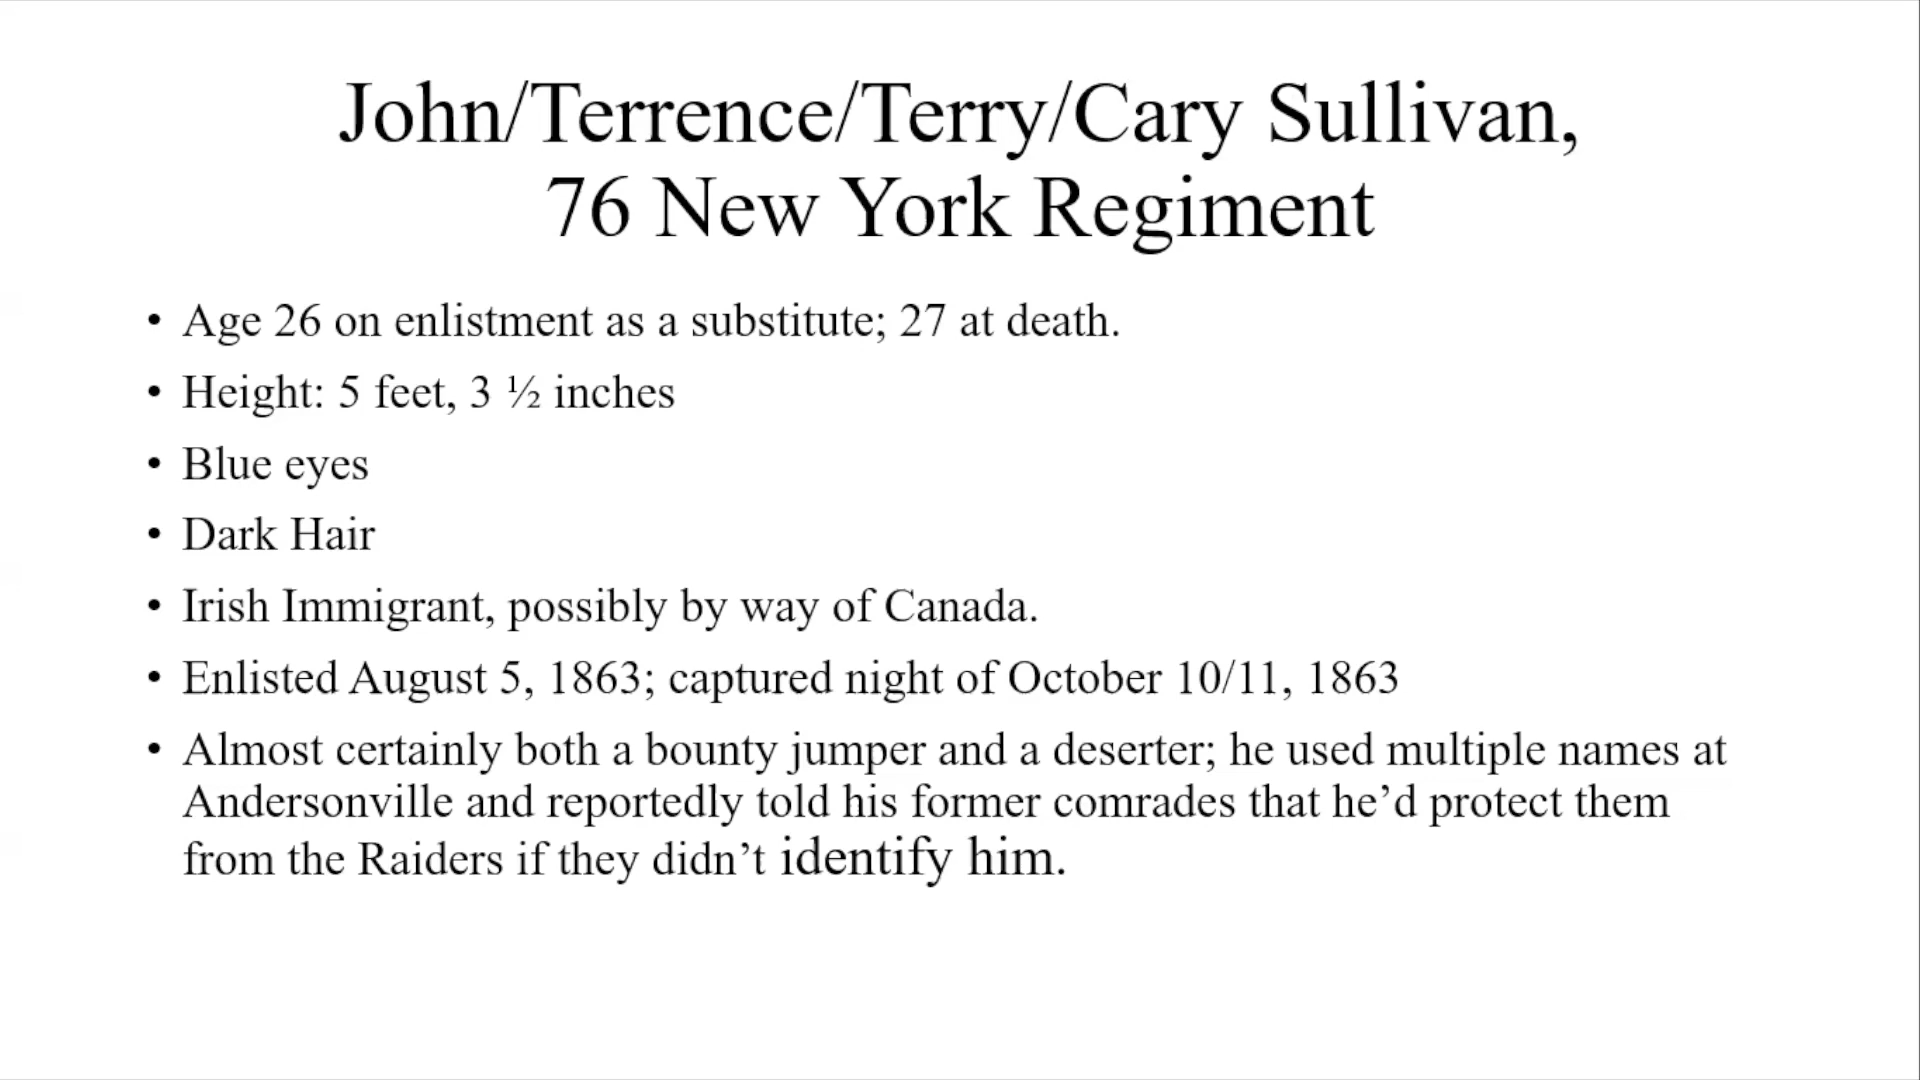 John/Terrence/Terry/Cary Sullivan,
76 New York Regiment
• Age 26 on enlistment as a substitute; 27 at death.
• Height: 5 feet, 3 ½ inches
• Blue eyes
• Dark Hair
• Irish Immigrant, possibly by way of Canada.
• Enlisted August 5, 1863; captured night of October 10/11, 1863
• Almost certainly both a bounty jumper and a deserter; he used multiple names at
Andersonville and reportedly told his former comrades that he’d protect them
from the Raiders if they didn’t identify him.